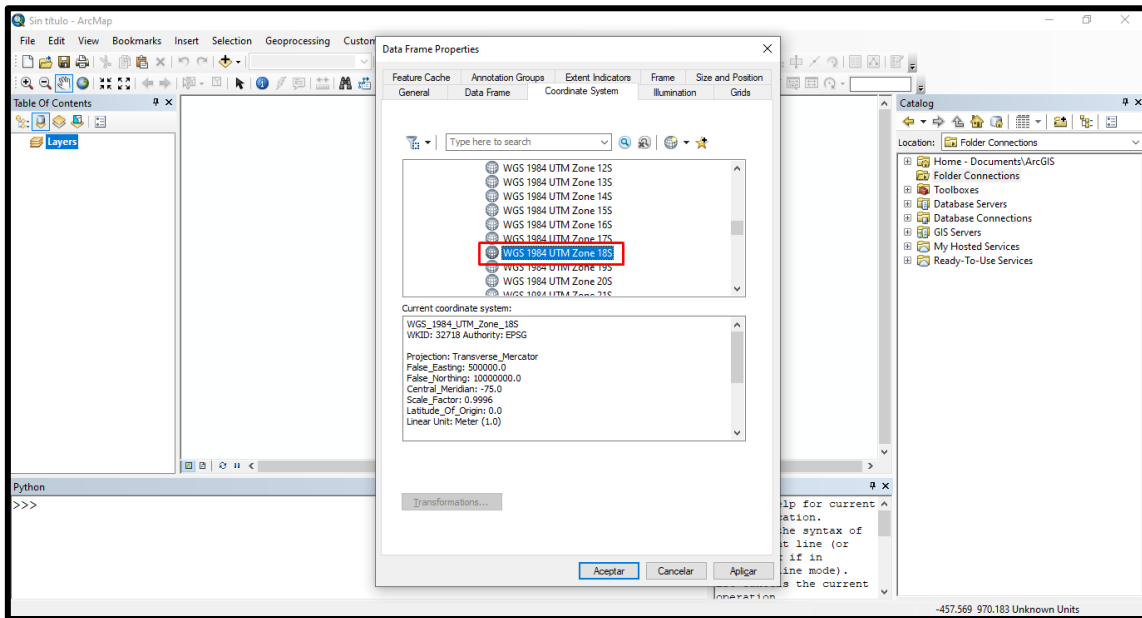 Sin título - ArcMap
File Edit View Bookmarks Insert Selection Geoprocessing Custom
Table Of Contents
Layers
Data Frame Properties
Feature Cache Annotation Groups Extent Indicators Frame Size and Position
General Data Frame Coordinate System Illumination Grids
Type here to search
WGS 1984 UTM Zone 12S
WGS 1984 UTM Zone 13S
WGS 1984 UTM Zone 14S
WGS 1984 UTM Zone 15S
WGS 1984 UTM Zone 16S
WGS 1984 UTM Zone 17S
WGS 1984 UTM Zone 18S
WGS 1984 UTM Zone 19S
WGS 1984 UTM Zone 20S
WGS 1984 UTM Zone 21S
Current coordinate system:
WGS_1984_UTM_Zone_18S
WKID: 32718 Authority: EPSG
Projection: Transverse_Mercator
False_Easting: 500000.0
False_Northing: 10000000.0
Central_Meridian: -75.0
Scale_Factor: 0.9996
Latitude_Of_Origin: 0.0
Linear Unit: Meter (1.0)
Transformations...
Aceptar Cancelar Aplicar
Catalog
Location: Folder Connections
Home - Documents\ArcGIS
Folder Connections
Toolboxes
Database Servers
Database Connections
GIS Servers
My Hosted Services
Ready-To-Use Services
Python
>>>
lp for current
ation.
he syntax of
t line (or
if in
ine mode).
s the current
operation
-457.569 970.183 Unknown Units